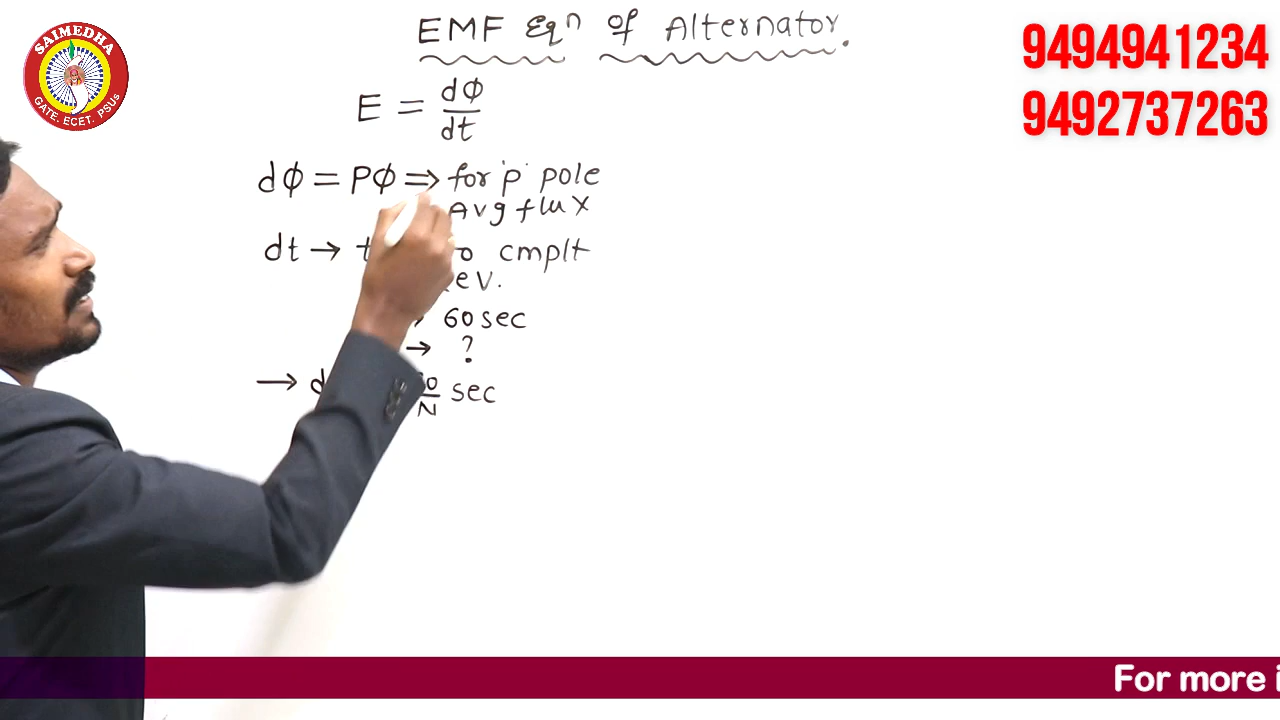 EMF Eqn of Alternator.
9494941234
9492737263
SAIMEDHA
GATE. ECET. PSUs
E = dϕ/dt
dϕ = Pϕ ⇒ for 'p' pole
Avg flux
dt → cmplt
→ 60 sec
→ ?
→ sec
N
For more i